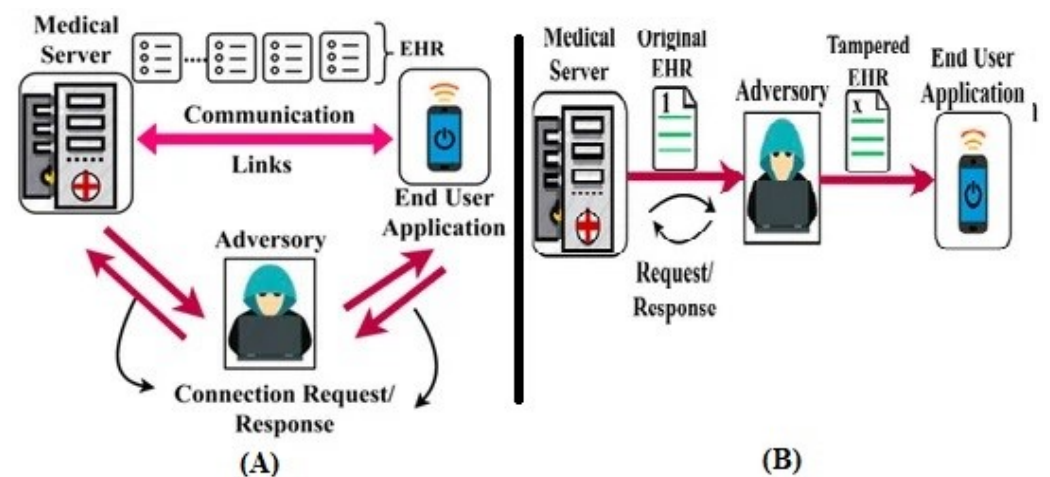 Medical
Server
EHR
Communication
Links
End User
Application
Adversory
Connection Request/
Response
(A)
Medical
Server
Original
EHR
1
Adversory
Tampered
EHR
x
End User
Application
Request/
Response
(B)